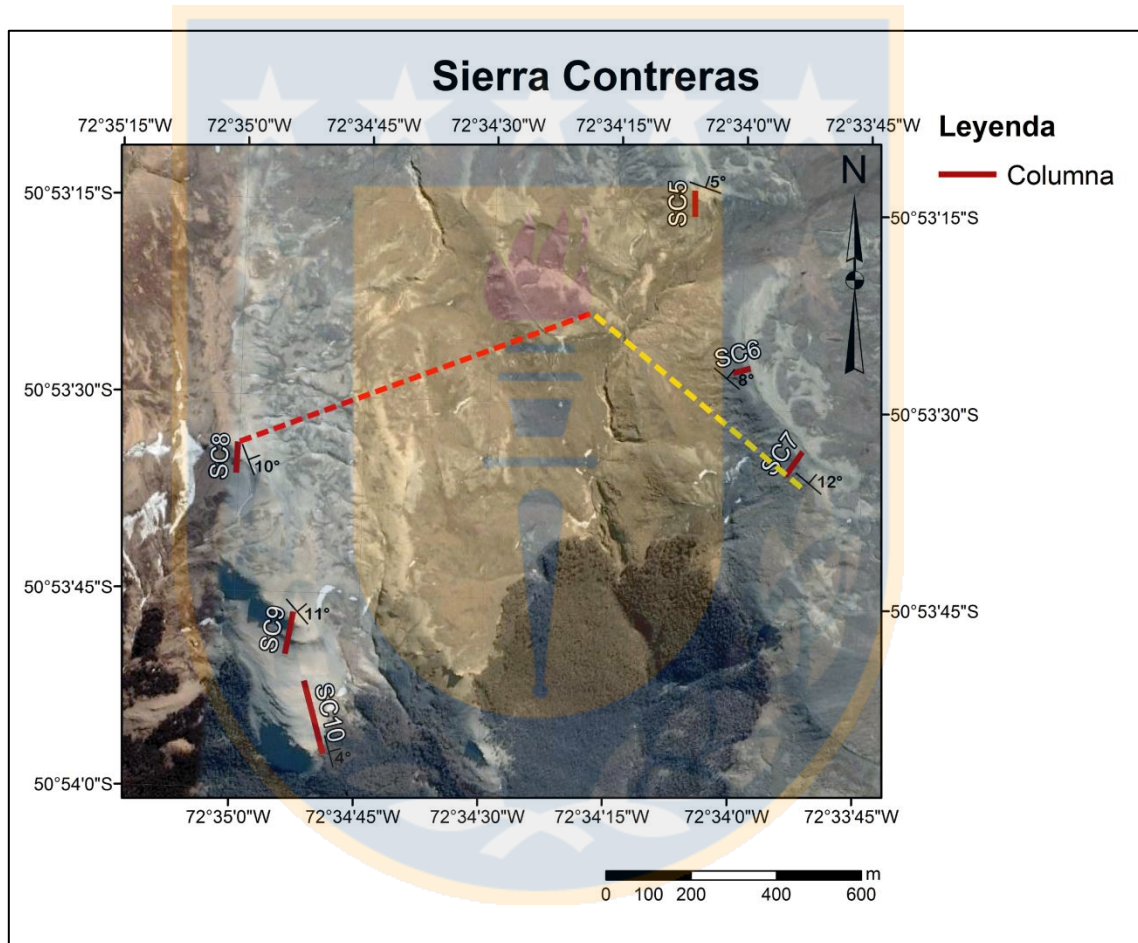 Sierra Contreras
72°35'15"W 72°35'0"W 72°34'45"W 72°34'30"W 72°34'15"W 72°34'0"W 72°33'45"W
Leyenda
Columna
N
50°53'15"S
50°53'15"S
SC5
5°
SC6
8°
50°53'30"S
50°53'30"S
SC7
12°
SC8
10°
50°53'45"S
50°53'45"S
SC9
11°
SC10
4°
50°54'0"S
72°35'0"W 72°34'45"W 72°34'30"W 72°34'15"W 72°34'0"W 72°33'45"W
m
0 100 200 400 600